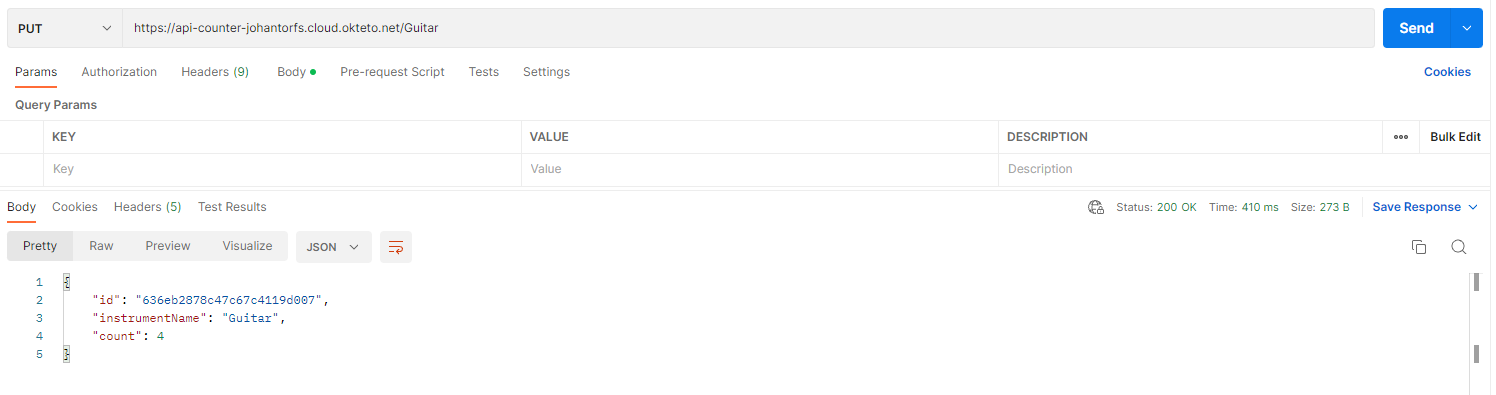 PUT https://api-counter-johantorfs.cloud.okteto.net/Guitar Send
Params Authorization Headers (9) Body Pre-request Script Tests Settings Cookies
Query Params
KEY VALUE DESCRIPTION ooo Bulk Edit
Key Value Description
Body Cookies Headers (5) Test Results Status: 200 OK Time: 410 ms Size: 273 B Save Response
Pretty Raw Preview Visualize JSON
1 {
2 "id": "636eb2878c47c67c4119d007",
3 "instrumentName": "Guitar",
4 "count": 4
5 }